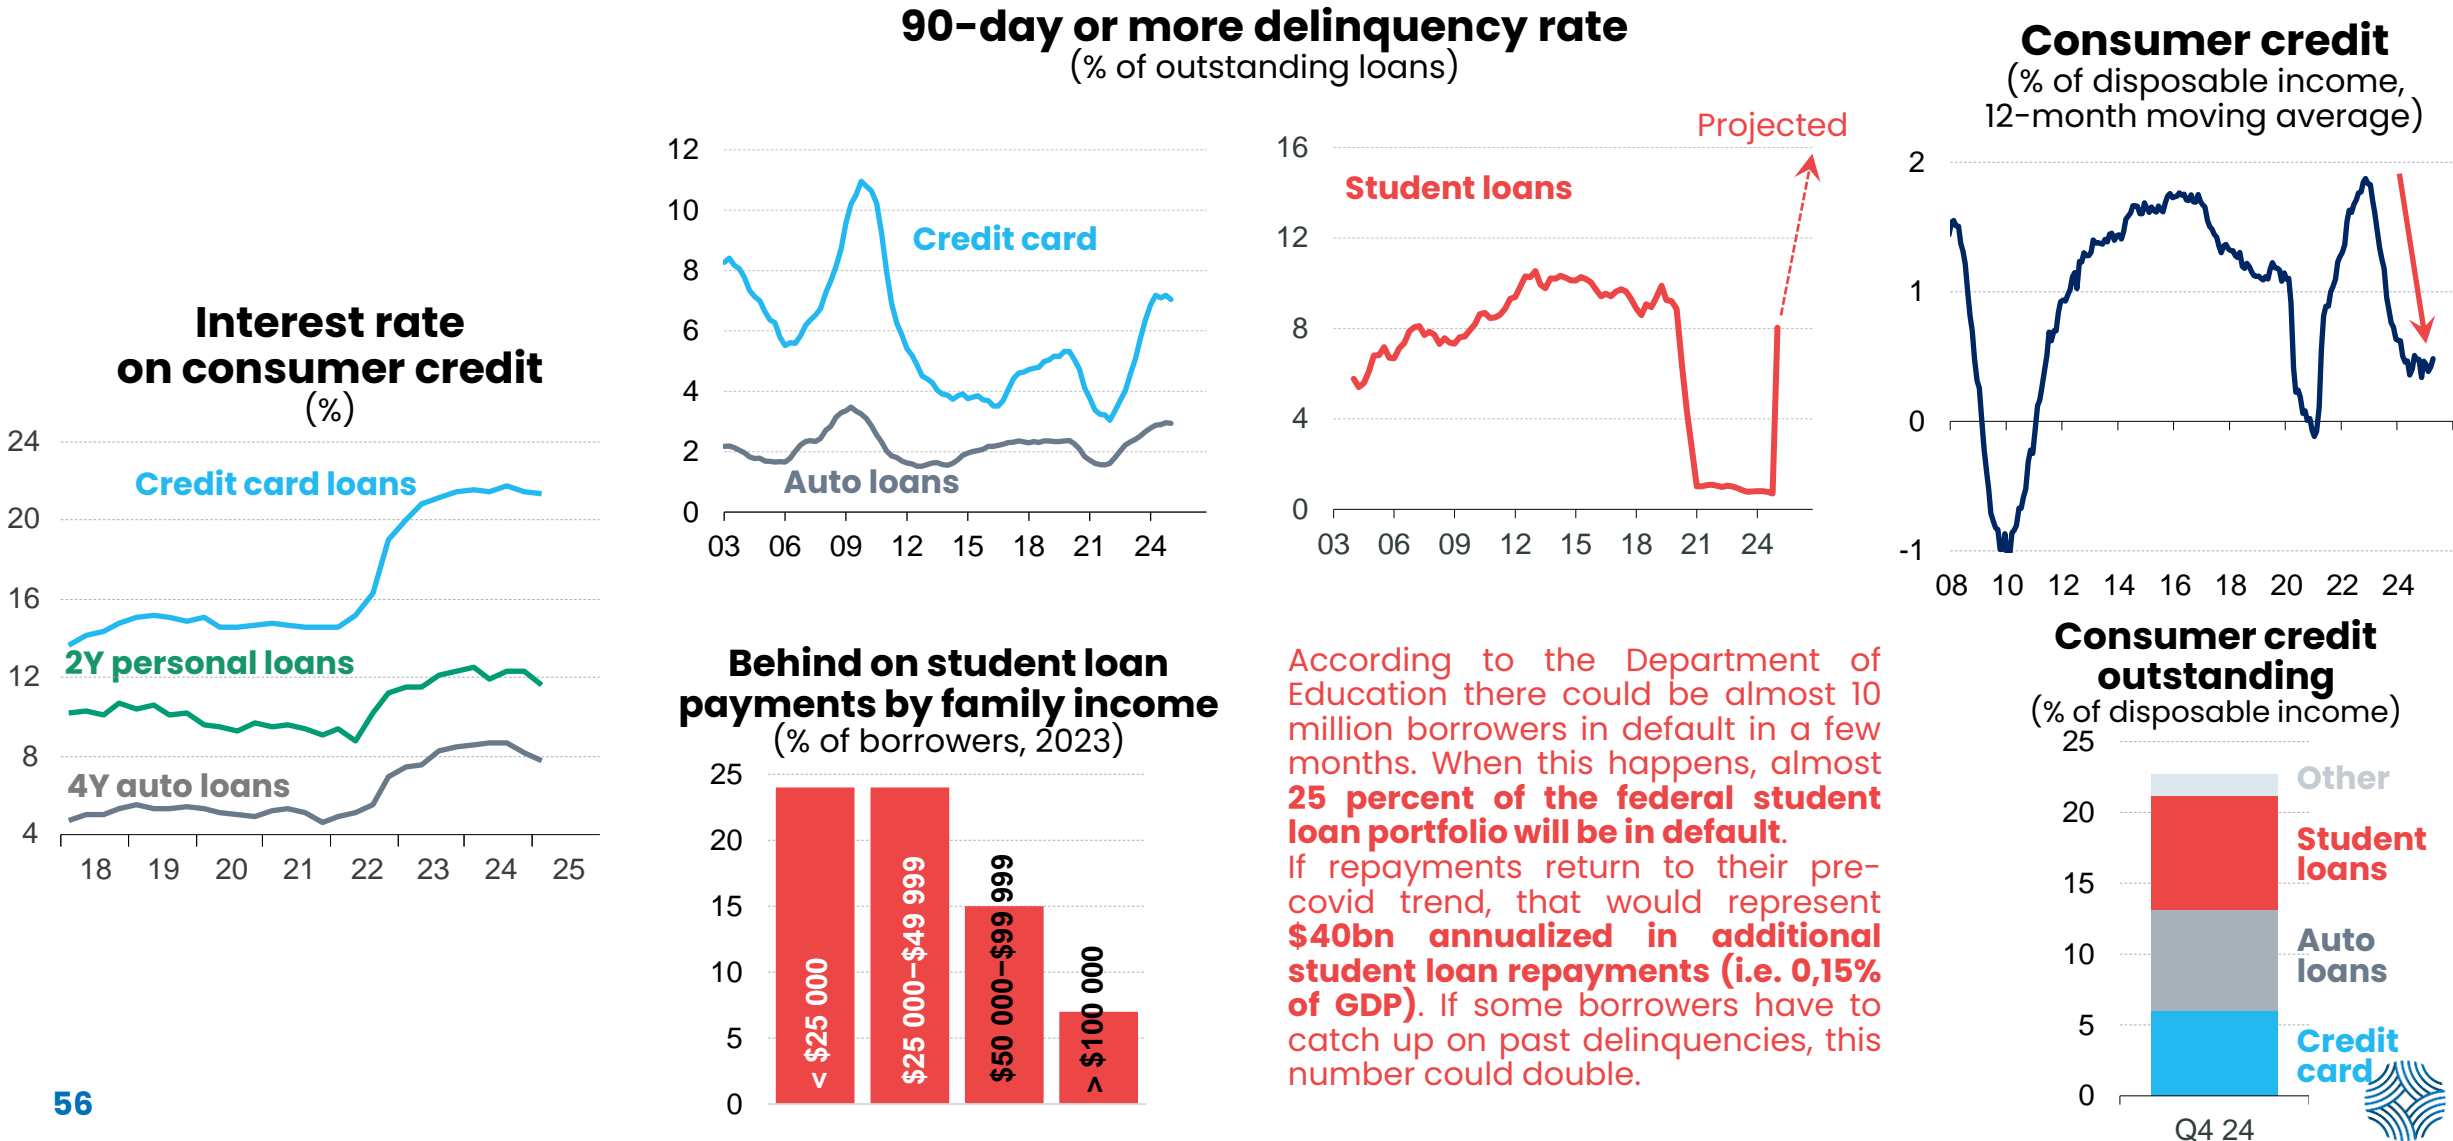 90-day or more delinquency rate
(% of outstanding loans)
12
10
8
6
4
2
0
Credit card
Auto loans
03 06 09 12 15 18 21 24
Projected
16
12
8
4
0
Student loans
03 06 09 12 15 18 21 24
Consumer credit
(% of disposable income,
12-month moving average)
2
1
0
-1
08 10 12 14 16 18 20 22 24
Interest rate
on consumer credit
(%)
24
20
16
12
8
4
Credit card loans
2Y personal loans
4Y auto loans
18 19 20 21 22 23 24 25
Behind on student loan
payments by family income
(% of borrowers, 2023)
25
20
15
10
5
0
< $25 000
$25 000–$49 999
$50 000–$99 999
> $100 000
According to the Department of
Education there could be almost 10
million borrowers in default in a few
months. When this happens, almost
25 percent of the federal student
loan portfolio will be in default.
If repayments return to their pre-
covid trend, that would represent
$40bn annualized in additional
student loan repayments (i.e. 0,15%
of GDP). If some borrowers have to
catch up on past delinquencies, this
number could double.
Consumer credit
outstanding
(% of disposable income)
25
20
15
10
5
0
Other
Student
loans
Auto
loans
Credit
card
Q4 24
56